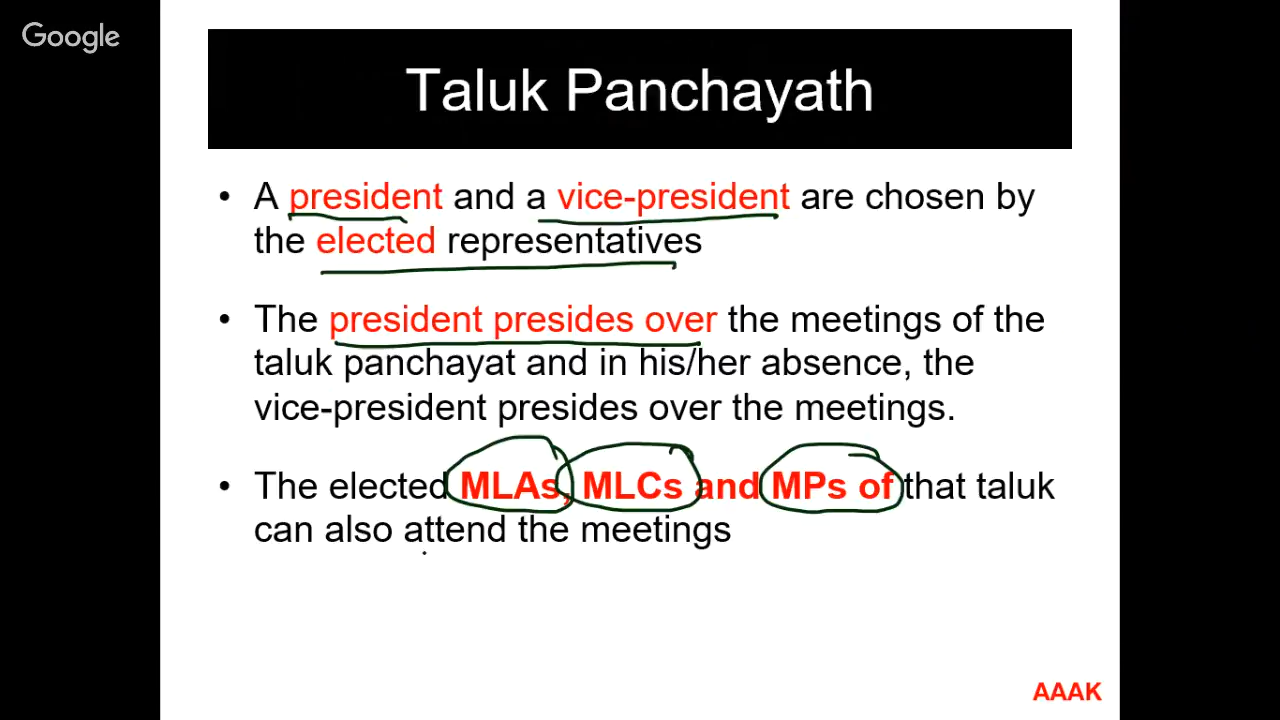 Google
Taluk Panchayath
• A president and a vice-president are chosen by
the elected representatives
• The president presides over the meetings of the
taluk panchayat and in his/her absence, the
vice-president presides over the meetings.
• The elected MLAs, MLCs and MPs of that taluk
can also attend the meetings
AAAK